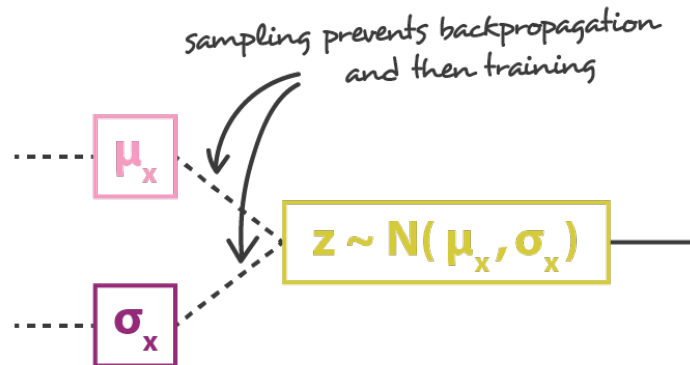 sampling prevents backpropagation
and then training
μₓ
z ~ N( μₓ , σₓ )
σₓ